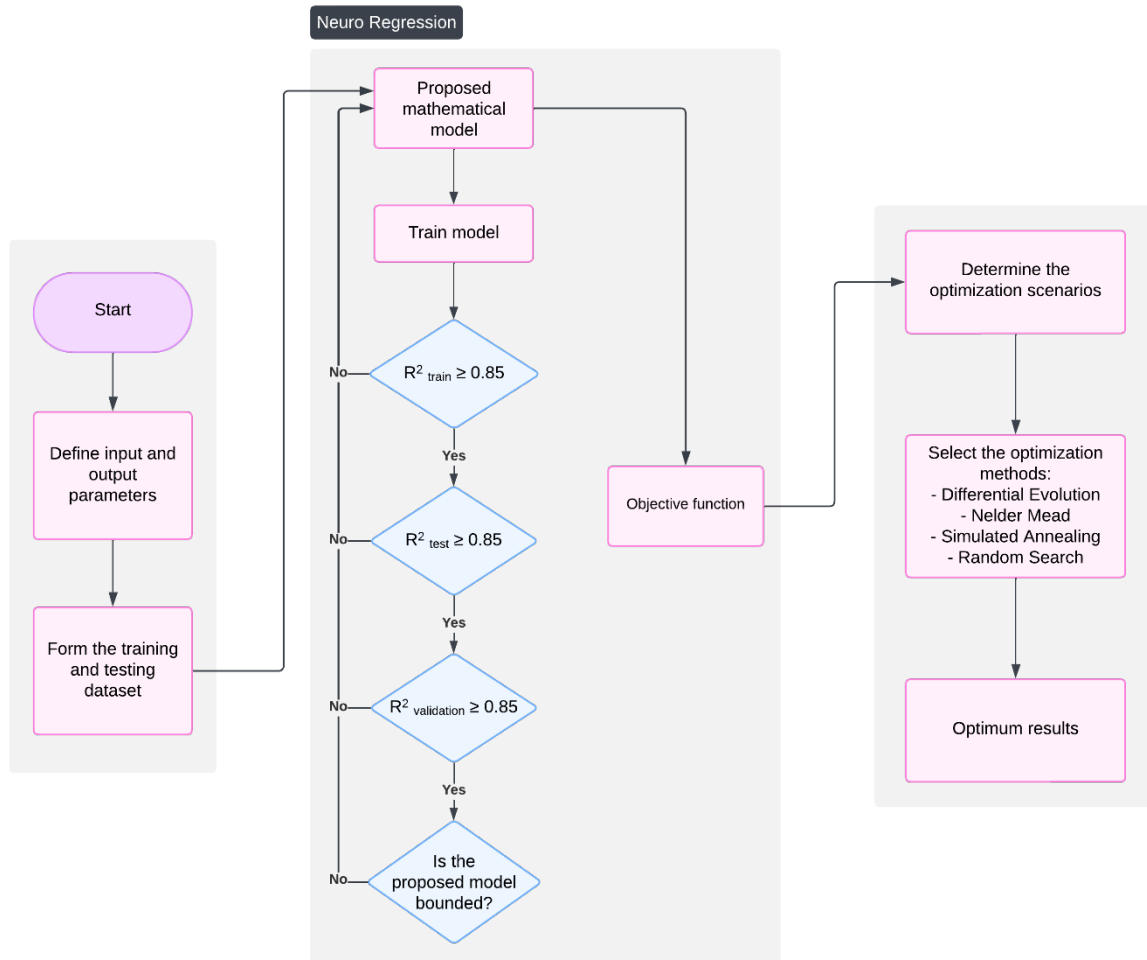 Neuro Regression
Start
Define input and
output
parameters
Form the training
and testing
dataset
Proposed
mathematical
model
Train model
R² train ≥ 0.85
No
Yes
R² test ≥ 0.85
No
Yes
R² validation ≥ 0.85
No
Yes
Is the
proposed model
bounded?
No
Objective function
Determine the
optimization scenarios
Select the optimization
methods:
- Differential Evolution
- Nelder Mead
- Simulated Annealing
- Random Search
Optimum results